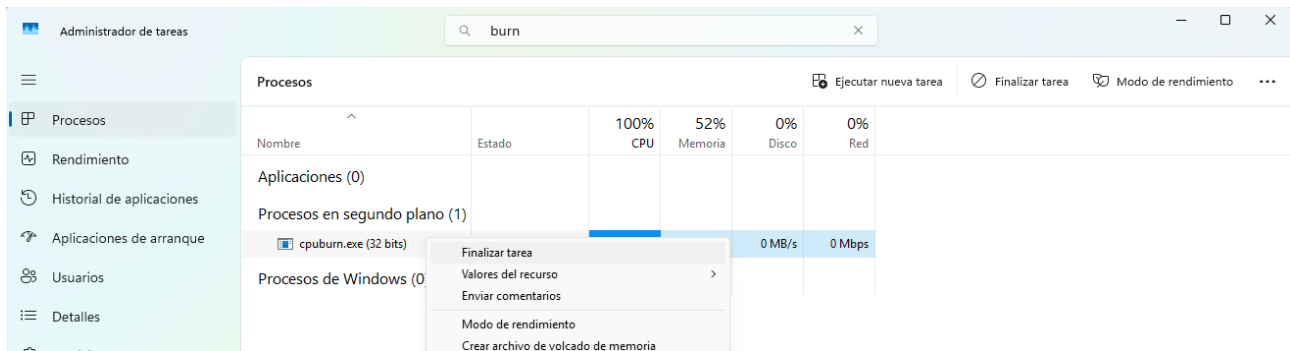 Administrador de tareas
burn
Procesos
Ejecutar nueva tarea
Finalizar tarea
Modo de rendimiento
Procesos
Rendimiento
Historial de aplicaciones
Aplicaciones de arranque
Usuarios
Detalles
100% 52% 0% 0%
Nombre Estado CPU Memoria Disco Red
Aplicaciones (0)
Procesos en segundo plano (1)
cpuburn.exe (32 bits) 0 MB/s 0 Mbps
Procesos de Windows (0
Finalizar tarea
Valores del recurso
Enviar comentarios
Modo de rendimiento
Crear archivo de volcado de memoria